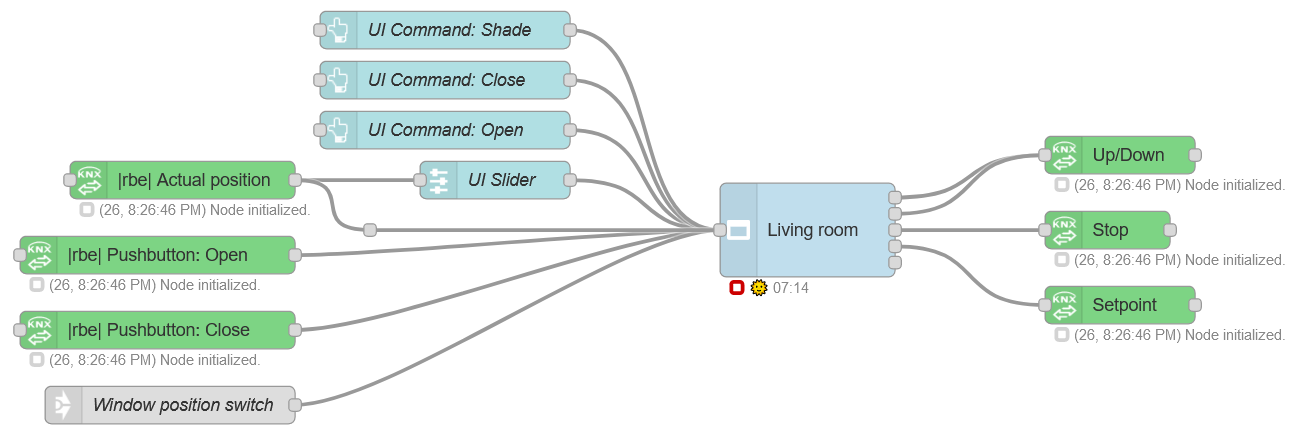 UI Command: Shade
UI Command: Close
UI Command: Open
KNX |rbe| Actual position
(26, 8:26:46 PM) Node initialized.
UI Slider
KNX |rbe| Pushbutton: Open
(26, 8:26:46 PM) Node initialized.
KNX |rbe| Pushbutton: Close
(26, 8:26:46 PM) Node initialized.
Window position switch
Living room
07:14
KNX Up/Down
(26, 8:26:46 PM) Node initialized.
KNX Stop
(26, 8:26:46 PM) Node initialized.
KNX Setpoint
(26, 8:26:46 PM) Node initialized.